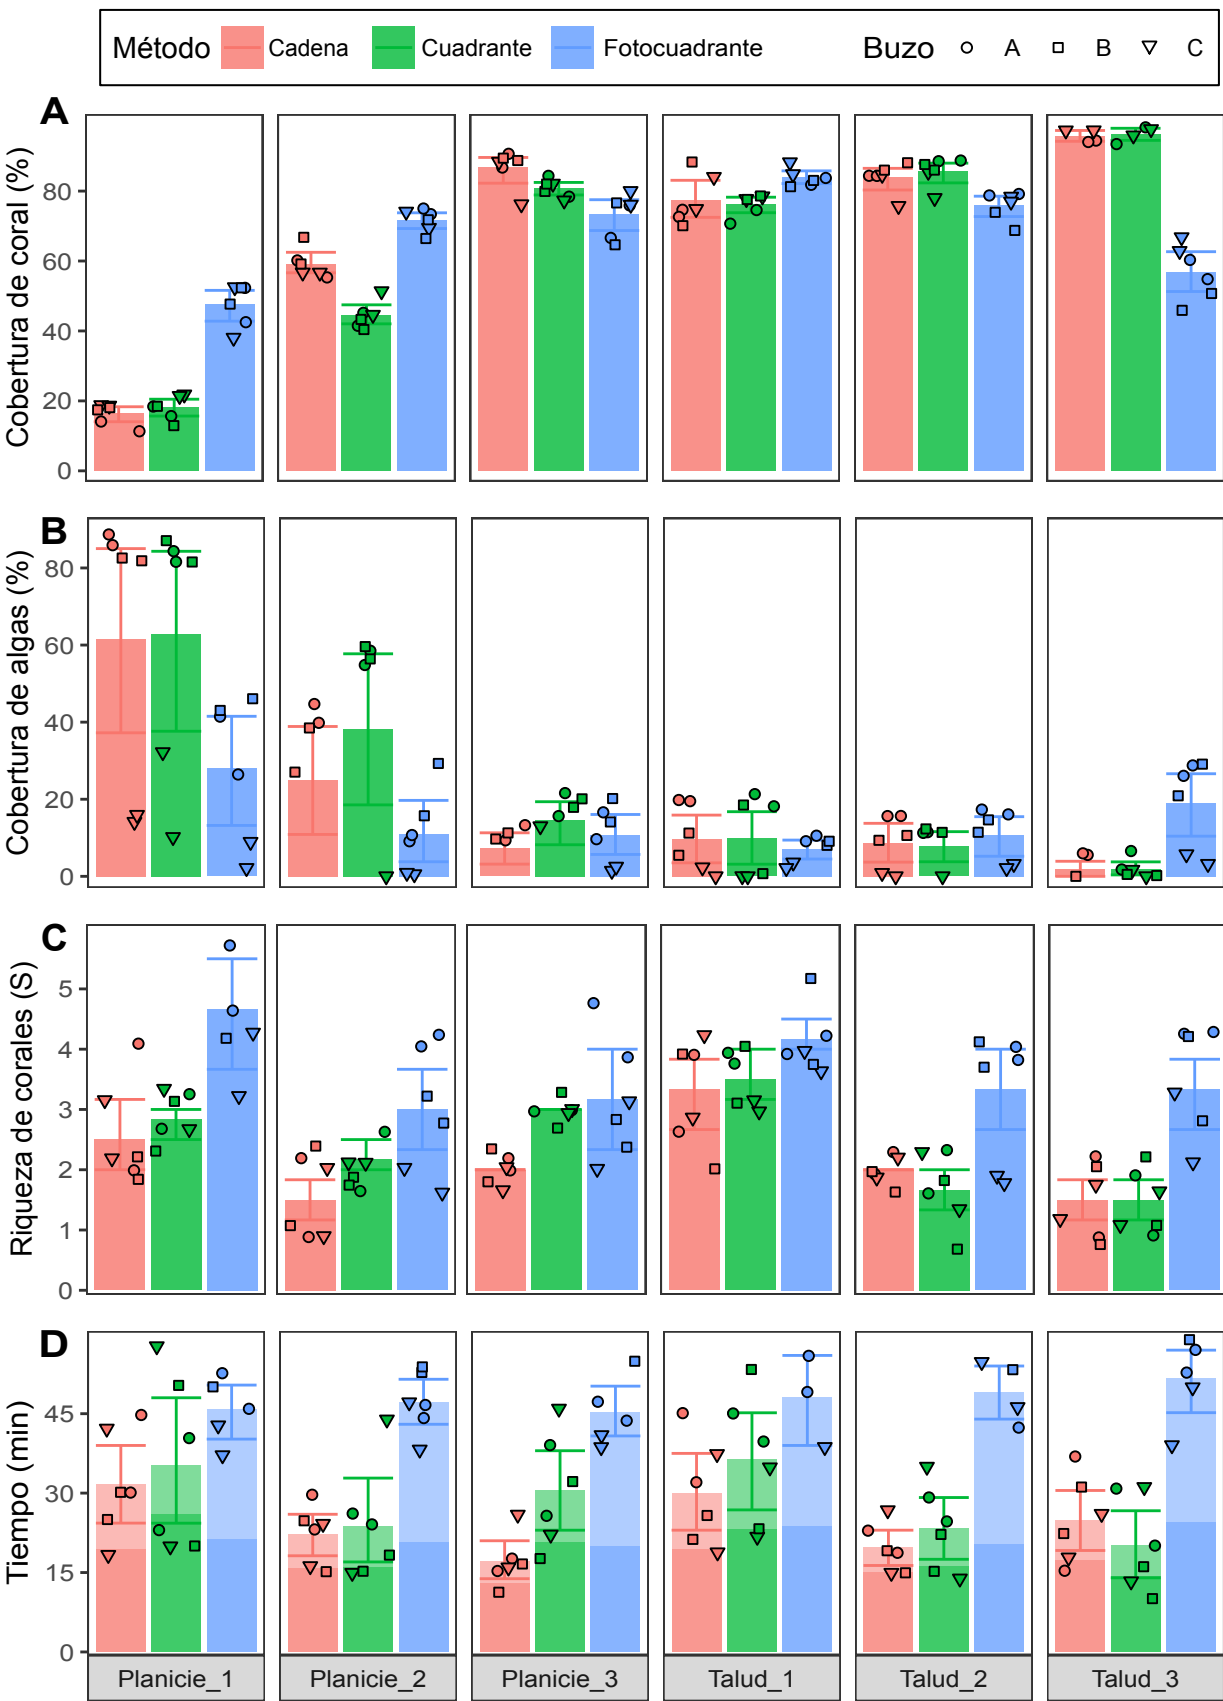 Método Cadena Cuadrante Fotocuadrante Buzo A B C
A
Cobertura de coral (%)
80
60
40
20
0
B
Cobertura de algas (%)
80
60
40
20
0
C
Riqueza de corales (S)
5
4
3
2
1
0
D
Tiempo (min)
45
30
15
0
Planicie_1 Planicie_2 Planicie_3 Talud_1 Talud_2 Talud_3